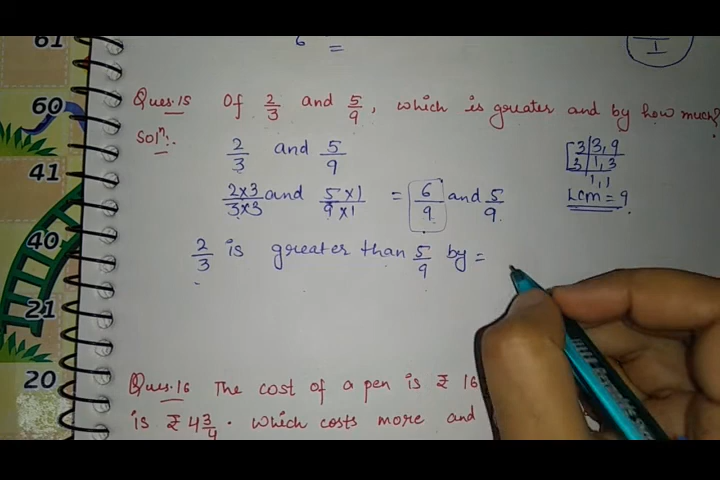 61
6 =
1
Ques.15 Of 2/3 and 5/9, which is greater and by how much?
60
Solⁿ:
2/3 and 5/9
3 | 3, 9
3 | 1, 3
1, 1
LCM = 9
41
2×3/3×3 and 5×1/9×1 = 6/9 and 5/9
40
2/3 is greater than 5/9 by =
21
20
Ques.16 The cost of a pen is ₹ 16
is ₹ 4 3/4. Which costs more and